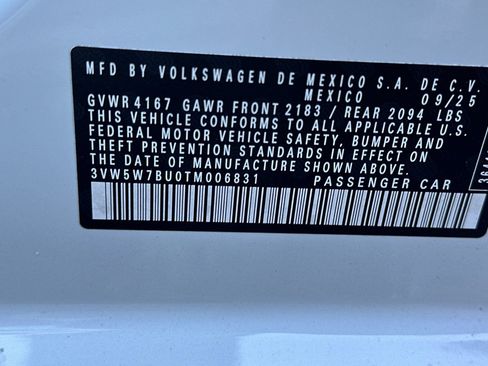 MFD BY VOLKSWAGEN DE MEXICO S.A. DE C.V.
MEXICO 09/25
GVWR 4167 GAWR FRONT 2183 / REAR 2094 LBS
THIS VEHICLE CONFORMS TO ALL APPLICABLE U.S.
FEDERAL MOTOR VEHICLE SAFETY, BUMPER AND
THEFT PREVENTION STANDARDS IN EFFECT ON
THE DATE OF MANUFACTURE SHOWN ABOVE.
3VW5W7BU0TM006831 PASSENGER CAR